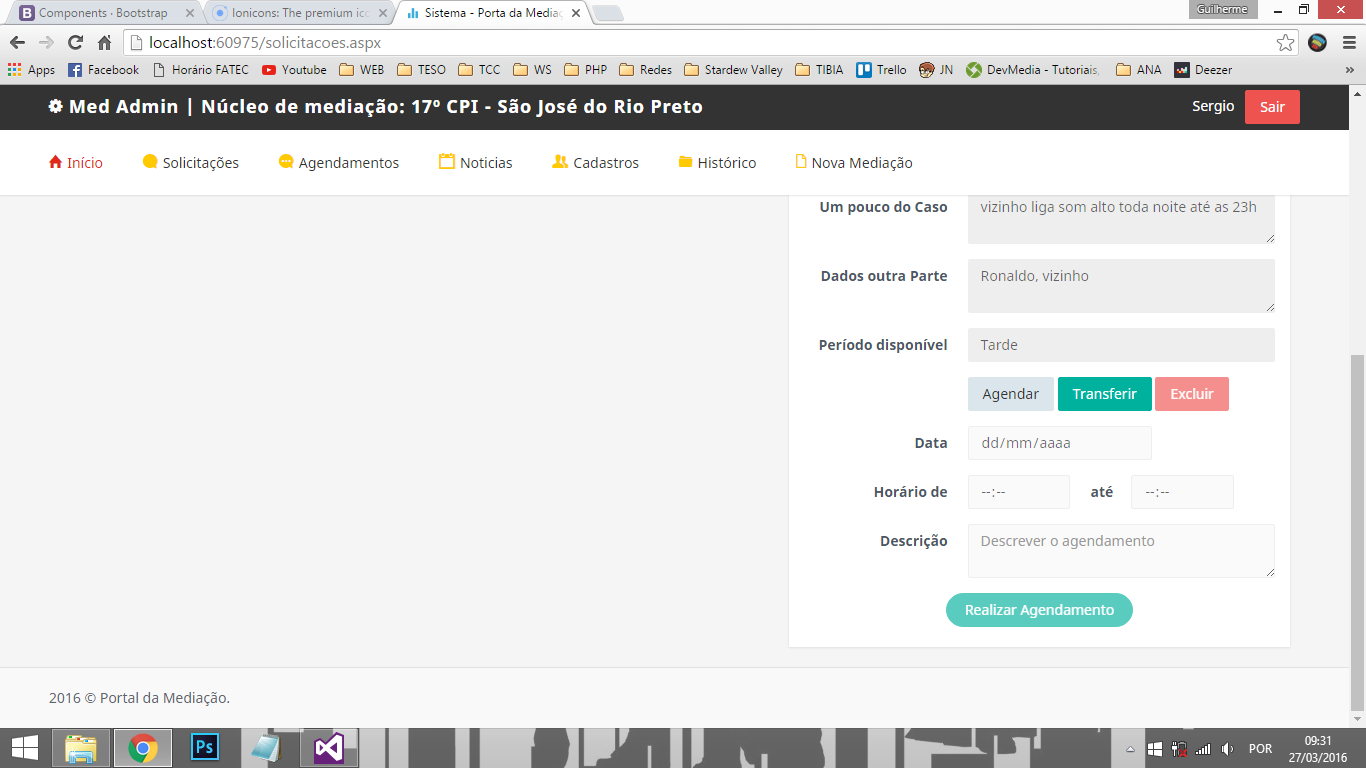 Guilherme
Components · Bootstrap
Ionicons: The premium ico
Sistema - Porta da Mediaç
localhost:60975/solicitacoes.aspx
Apps Facebook Horário FATEC Youtube WEB TESO TCC WS PHP Redes Stardew Valley TIBIA Trello JN DevMedia - Tutoriais, ANA Deezer »
Med Admin | Núcleo de mediação: 17º CPI - São José do Rio Preto
Sergio Sair
Início Solicitações Agendamentos Noticias Cadastros Histórico Nova Mediação
Um pouco do Caso vizinho liga som alto toda noite até as 23h
Dados outra Parte Ronaldo, vizinho
Período disponível Tarde
Agendar Transferir Excluir
Data dd/mm/aaaa
Horário de --:-- até --:--
Descrição Descrever o agendamento
Realizar Agendamento
2016 © Portal da Mediação.
Ps
POR
09:31
27/03/2016